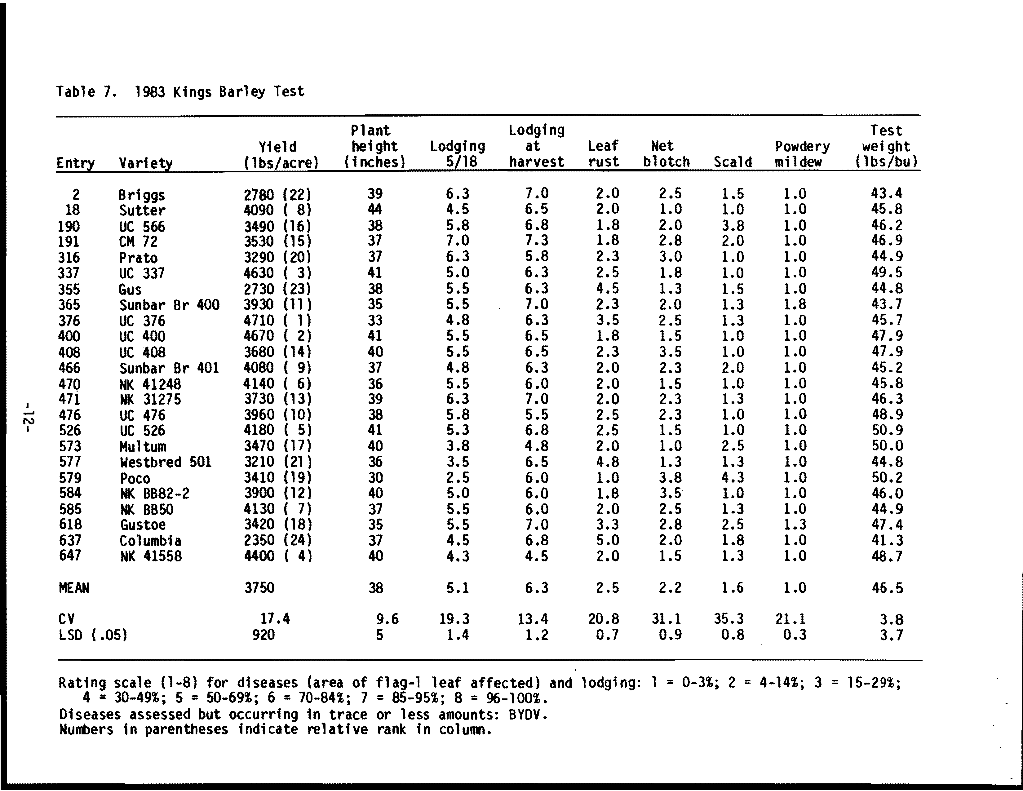 Table 7. 1983 Kings Barley Test
Plant Lodging Test
Yield height Lodging at Leaf Net Powdery weight
Entry Variety (lbs/acre) (inches) 5/18 harvest rust blotch Scald mildew (lbs/bu)
2 Briggs 2780 (22) 39 6.3 7.0 2.0 2.5 1.5 1.0 43.4
18 Sutter 4090 ( 8) 44 4.5 6.5 2.0 1.0 1.0 1.0 45.8
190 UC 566 3490 (16) 38 5.8 6.8 1.8 2.0 3.8 1.0 46.2
191 CM 72 3530 (15) 37 7.0 7.3 1.8 2.8 2.0 1.0 46.9
316 Prato 3290 (20) 37 6.3 5.8 2.3 3.0 1.0 1.0 44.9
337 UC 337 4630 ( 3) 41 5.0 6.3 2.5 1.8 1.0 1.0 49.5
355 Gus 2730 (23) 38 5.5 6.3 4.5 1.3 1.5 1.0 44.8
365 Sunbar Br 400 3930 (11) 35 5.5 7.0 2.3 2.0 1.3 1.8 43.7
376 UC 376 4710 ( 1) 33 4.8 6.3 3.5 2.5 1.3 1.0 45.7
400 UC 400 4670 ( 2) 41 5.5 6.5 1.8 1.5 1.0 1.0 47.9
408 UC 408 3680 (14) 40 5.5 6.5 2.3 3.5 1.0 1.0 47.9
466 Sunbar Br 401 4080 ( 9) 37 4.8 6.3 2.0 2.3 2.0 1.0 45.2
470 NK 41248 4140 ( 6) 36 5.5 6.0 2.0 1.5 1.0 1.0 45.8
471 NK 31275 3730 (13) 39 6.3 7.0 2.0 2.3 1.3 1.0 46.3
476 UC 476 3960 (10) 38 5.8 5.5 2.5 2.3 1.0 1.0 48.9
526 UC 526 4180 ( 5) 41 5.3 6.8 2.5 1.5 1.0 1.0 50.9
573 Multum 3470 (17) 40 3.8 4.8 2.0 1.0 2.5 1.0 50.0
577 Westbred 501 3210 (21) 36 3.5 6.5 4.8 1.3 1.3 1.0 44.8
579 Poco 3410 (19) 30 2.5 6.0 1.0 3.8 4.3 1.0 50.2
584 NK BB82-2 3900 (12) 40 5.0 6.0 1.8 3.5 1.0 1.0 46.0
585 NK BB50 4130 ( 7) 37 5.5 6.0 2.0 2.5 1.3 1.0 44.9
618 Gustoe 3420 (18) 35 5.5 7.0 3.3 2.8 2.5 1.3 47.4
637 Columbia 2350 (24) 37 4.5 6.8 5.0 2.0 1.8 1.0 41.3
647 NK 41558 4400 ( 4) 40 4.3 4.5 2.0 1.5 1.3 1.0 48.7
MEAN 3750 38 5.1 6.3 2.5 2.2 1.6 1.0 46.5
CV 17.4 9.6 19.3 13.4 20.8 31.1 35.3 21.1 3.8
LSD (.05) 920 5 1.4 1.2 0.7 0.9 0.8 0.3 3.7
Rating scale (1-8) for diseases (area of flag-1 leaf affected) and lodging: 1 = 0-3%; 2 = 4-14%; 3 = 15-29%;
4 = 30-49%; 5 = 50-69%; 6 = 70-84%; 7 = 85-95%; 8 = 96-100%.
Diseases assessed but occurring in trace or less amounts: BYDV.
Numbers in parentheses indicate relative rank in column.
-12-